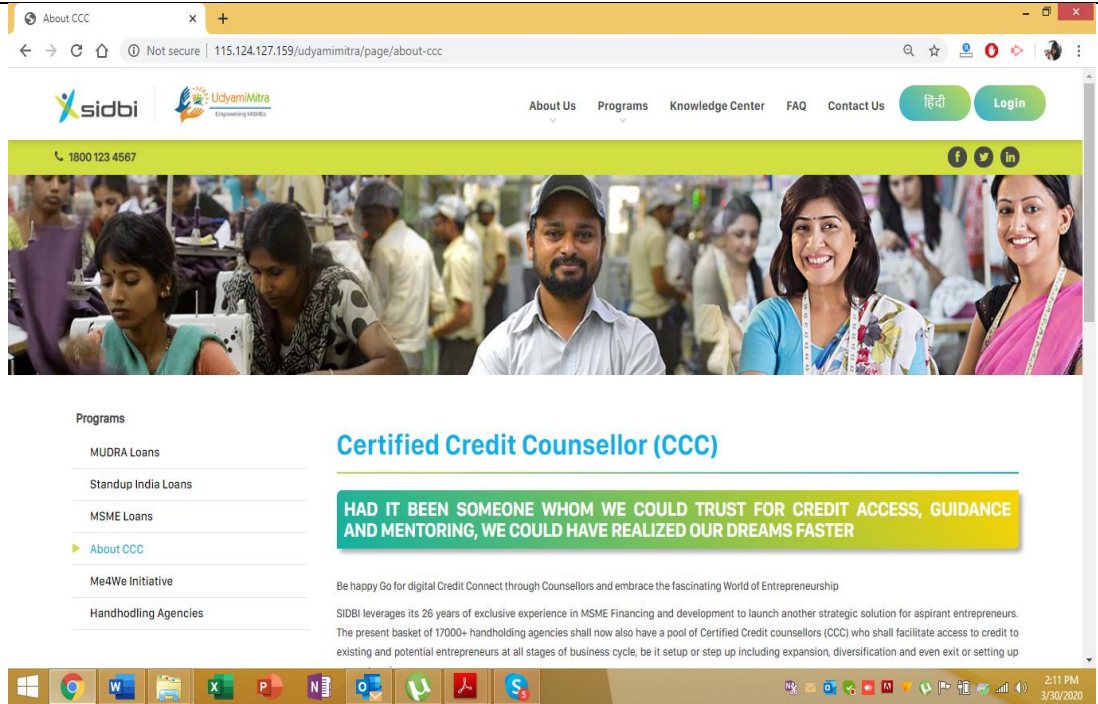 About CCC
Not secure | 115.124.127.159/udyamimitra/page/about-ccc
sidbi
UdyamiMitra
Empowering MSMEs
About Us Programs Knowledge Center FAQ Contact Us हिंदी Login
1800 123 4567
Programs
MUDRA Loans
Standup India Loans
MSME Loans
About CCC
Me4We Initiative
Handhodling Agencies
Certified Credit Counsellor (CCC)
HAD IT BEEN SOMEONE WHOM WE COULD TRUST FOR CREDIT ACCESS, GUIDANCE
AND MENTORING, WE COULD HAVE REALIZED OUR DREAMS FASTER
Be happy Go for digital Credit Connect through Counsellors and embrace the fascinating World of Entrepreneurship
SIDBI leverages its 26 years of exclusive experience in MSME Financing and development to launch another strategic solution for aspirant entrepreneurs.
The present basket of 17000+ handholding agencies shall now also have a pool of Certified Credit counsellors (CCC) who shall facilitate access to credit to
existing and potential entrepreneurs at all stages of business cycle, be it setup or step up including expansion, diversification and even exit or setting up
2:11 PM
3/30/2020